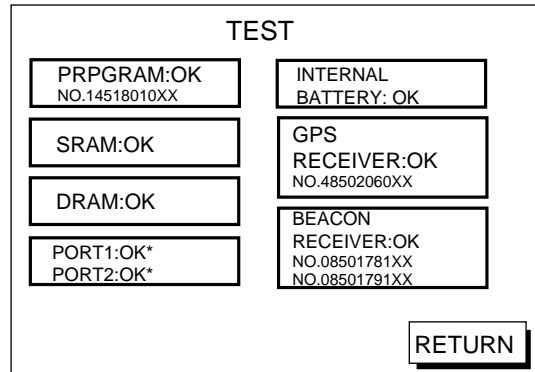 TEST
PRPGRAM:OK
NO.14518010XX
SRAM:OK
DRAM:OK
PORT1:OK*
PORT2:OK*
INTERNAL
BATTERY: OK
GPS
RECEIVER:OK
NO.48502060XX
BEACON
RECEIVER:OK
NO.08501781XX
NO.08501791XX
RETURN